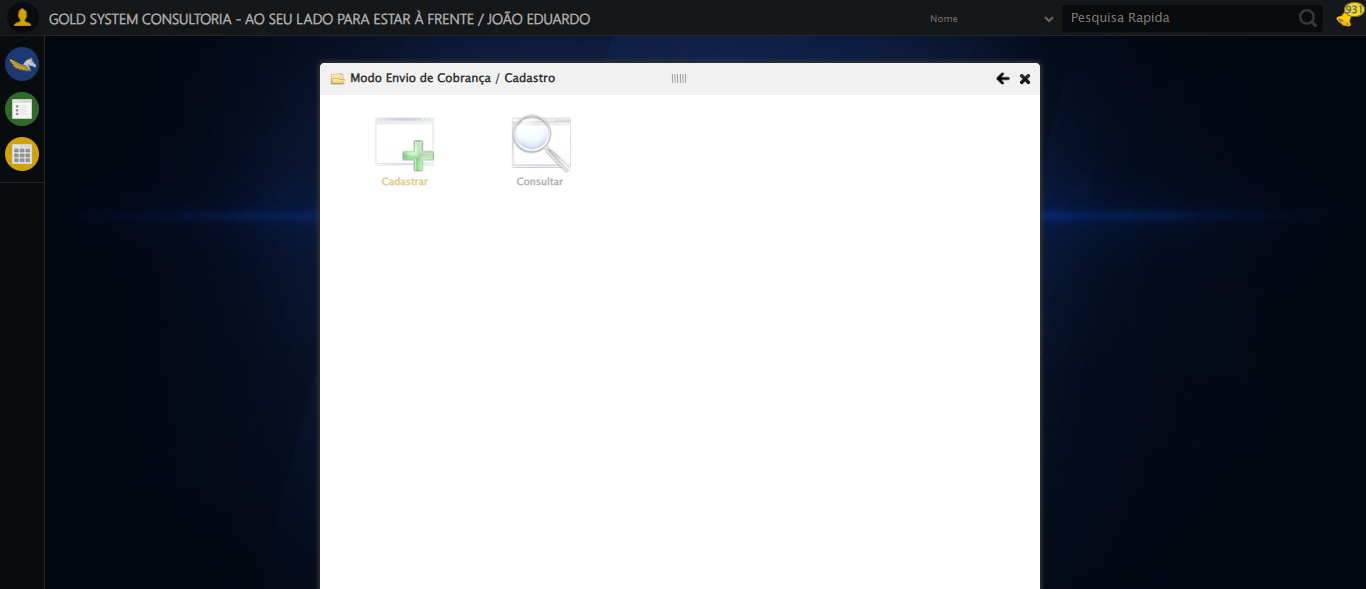 GOLD SYSTEM CONSULTORIA - AO SEU LADO PARA ESTAR À FRENTE / JOÃO EDUARDO
Nome
Pesquisa Rapida
931
Modo Envio de Cobrança / Cadastro
Cadastrar
Consultar